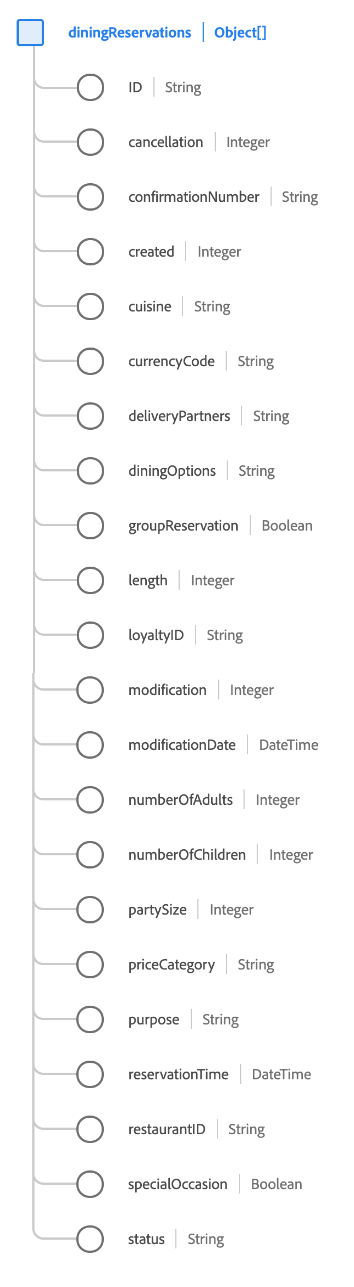 diningReservations | Object[]
ID | String
cancellation | Integer
confirmationNumber | String
created | Integer
cuisine | String
currencyCode | String
deliveryPartners | String
diningOptions | String
groupReservation | Boolean
length | Integer
loyaltyID | String
modification | Integer
modificationDate | DateTime
numberOfAdults | Integer
numberOfChildren | Integer
partySize | Integer
priceCategory | String
purpose | String
reservationTime | DateTime
restaurantID | String
specialOccasion | Boolean
status | String